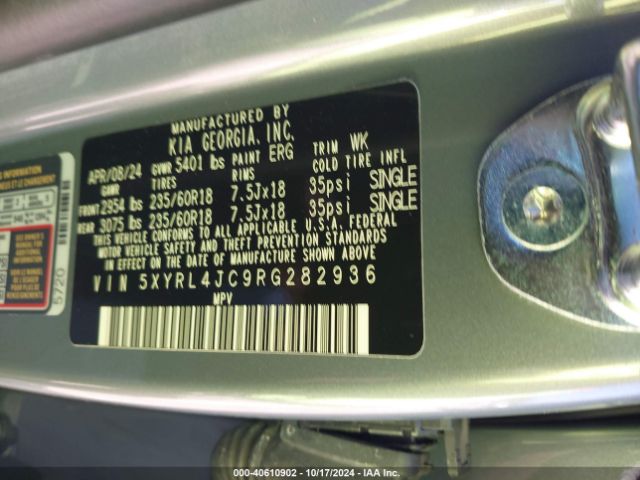 MANUFACTURED BY
KIA GEORGIA, INC.
APR/08/24 GVWR 5401 lbs PAINT ERG TRIM WK
GAWR TIRES RIMS COLD TIRE INFL
FRONT 2954 lbs 235/60R18 7.5Jx18 35psi SINGLE
REAR 3075 lbs 235/60R18 7.5Jx18 35psi SINGLE
THIS VEHICLE CONFORMS TO ALL APPLICABLE U.S.A. FEDERAL
MOTOR VEHICLE SAFETY AND THEFT PREVENTION STANDARDS
IN EFFECT ON THE DATE OF MANUFACTURE SHOWN ABOVE.
VIN 5XYRL4JC9RG282936
MPV
5720
000-40610902 - 10/17/2024 - IAA Inc.